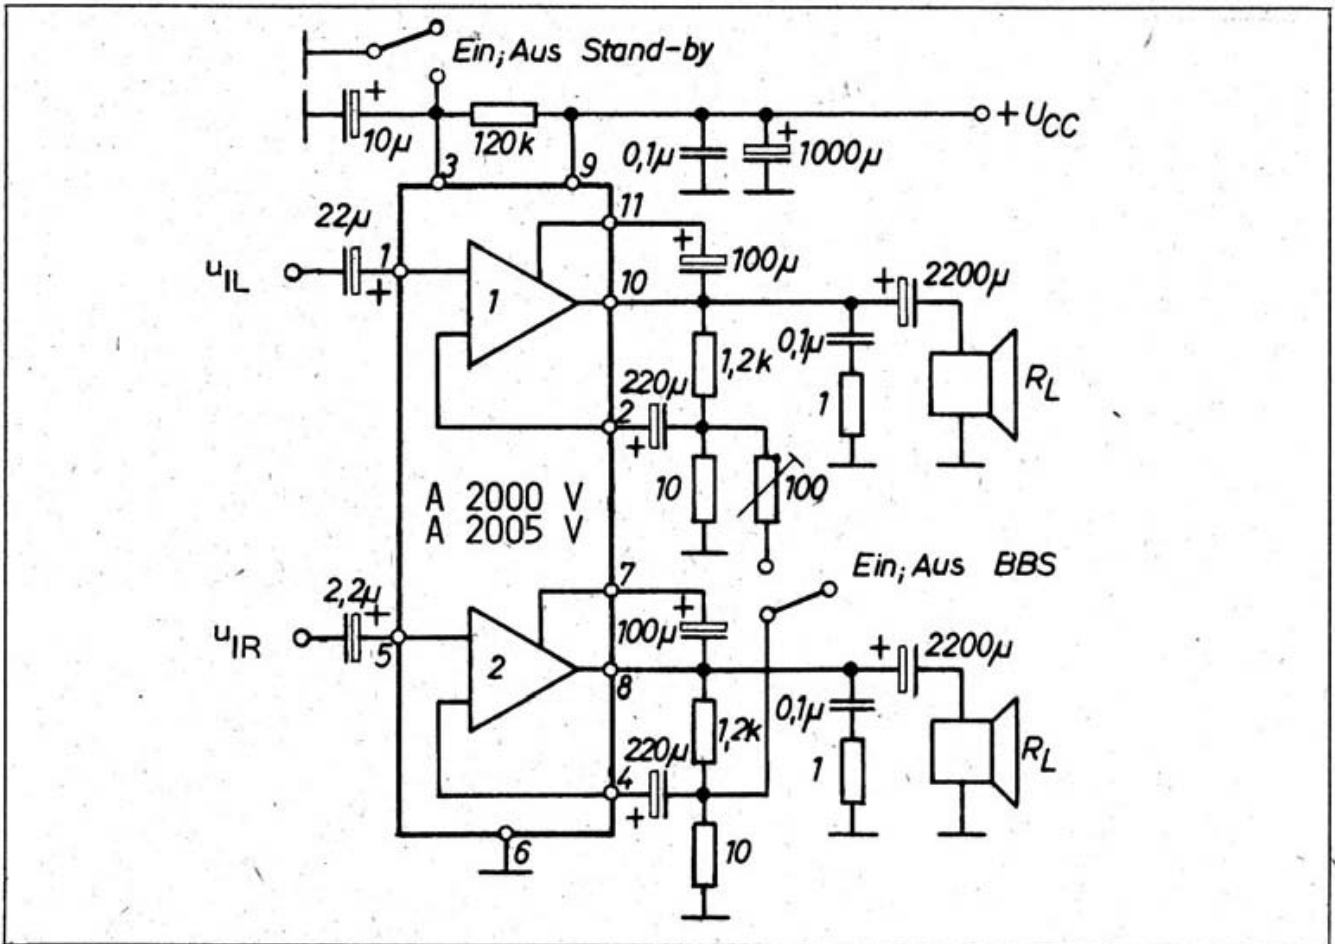 Ein; Aus Stand-by
+
10µ
120k
0,1µ
+
1000µ
+ UCC
3
9
22µ
11
+
100µ
uIL
1
+
1
10
+
2200µ
1,2k
0,1µ
220µ
2
+
1
RL
10
100
A 2000 V
A 2005 V
Ein; Aus BBS
7
2,2µ
+
100µ
+
uIR
5
2
8
+
2200µ
1,2k
0,1µ
220µ
4
+
1
RL
10
6